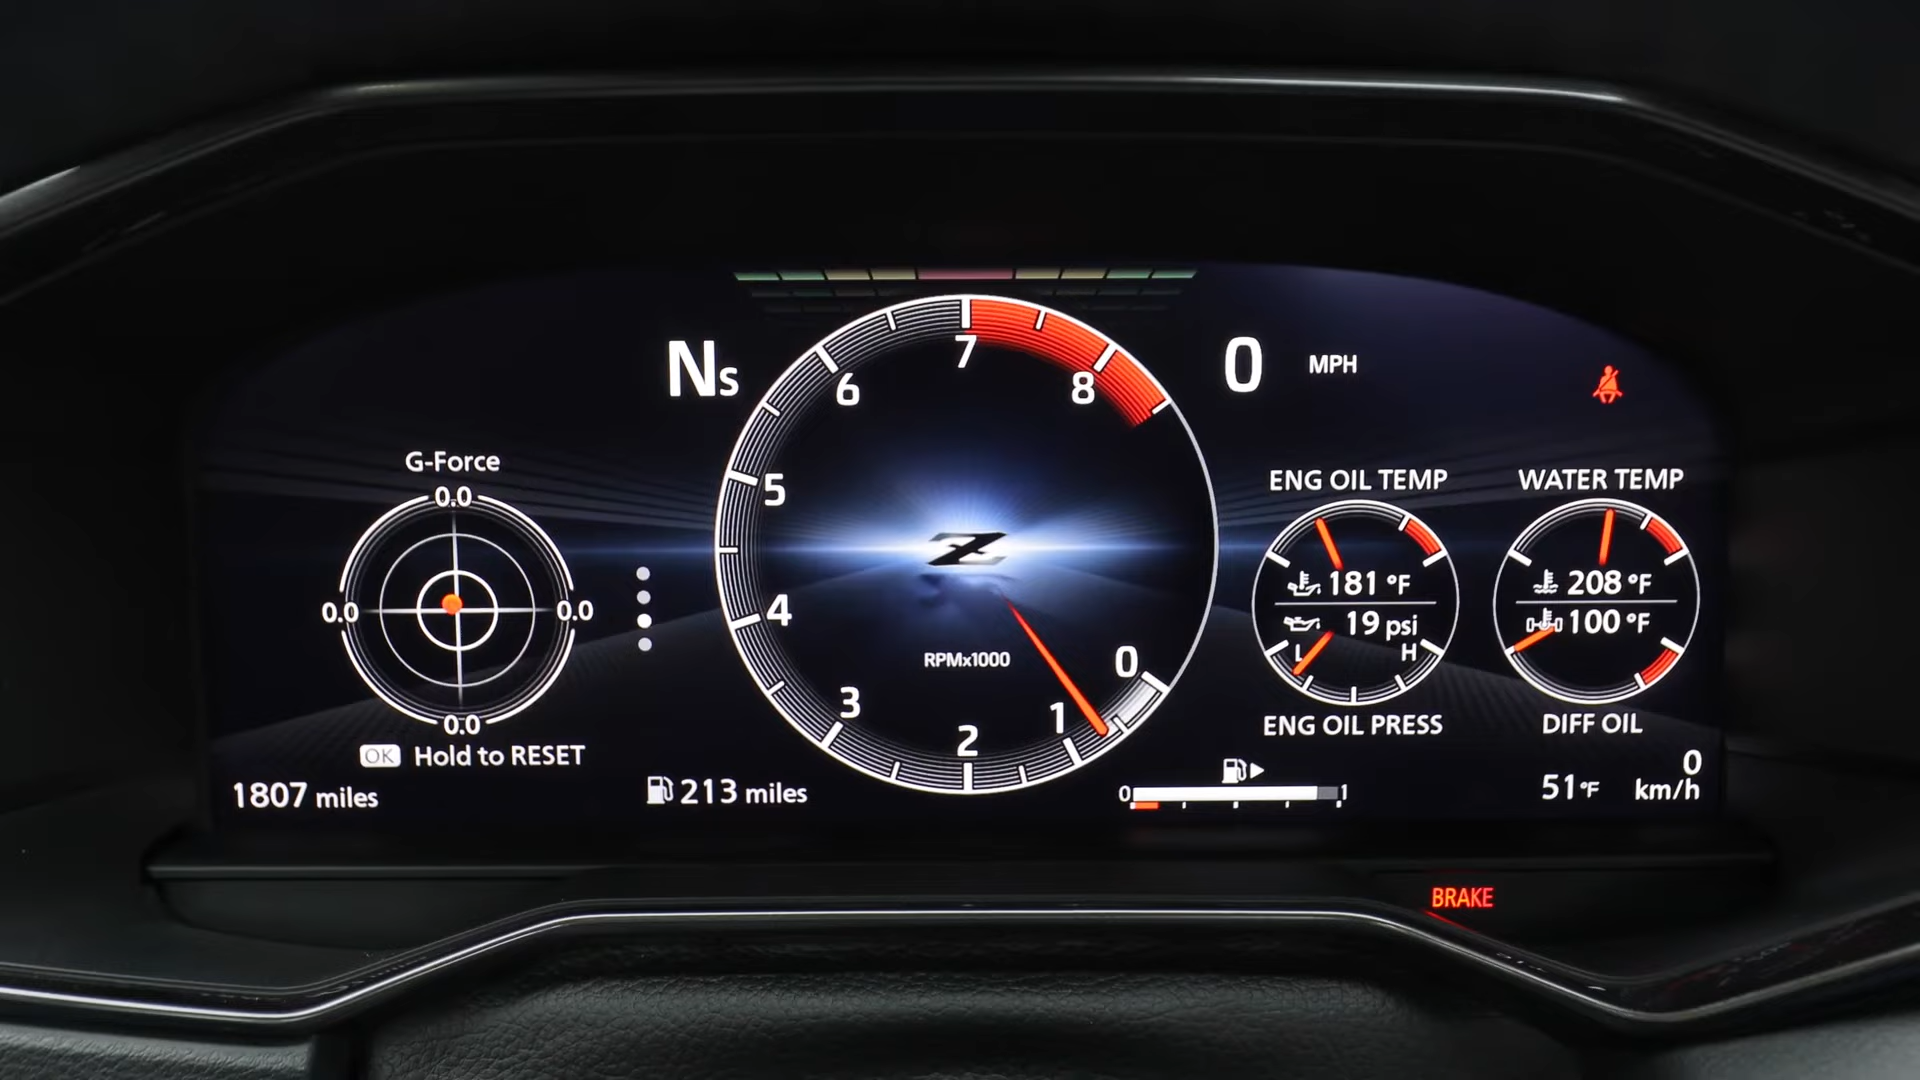 Ns
0 MPH
7
6
8
5
4
3
2
1
0
RPMx1000
Z
G-Force
0.0
0.0
0.0
0.0
OK Hold to RESET
1807 miles
213 miles
ENG OIL TEMP
181 °F
19 psi
L H
ENG OIL PRESS
WATER TEMP
208 °F
100 °F
DIFF OIL
0 1
51°F
0
km/h
BRAKE